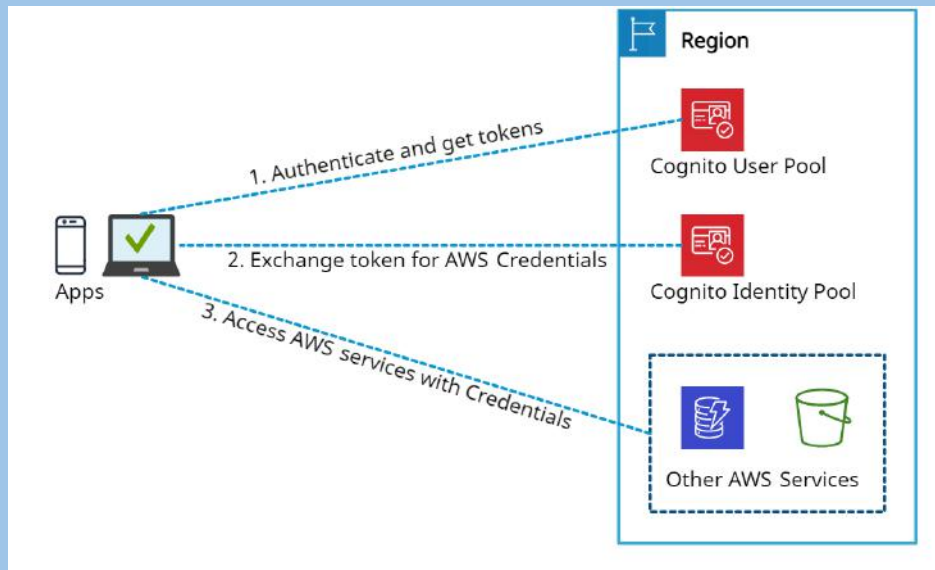 Region
1. Authenticate and get tokens
Cognito User Pool
2. Exchange token for AWS Credentials
Cognito Identity Pool
Apps
3. Access AWS services with Credentials
Other AWS Services